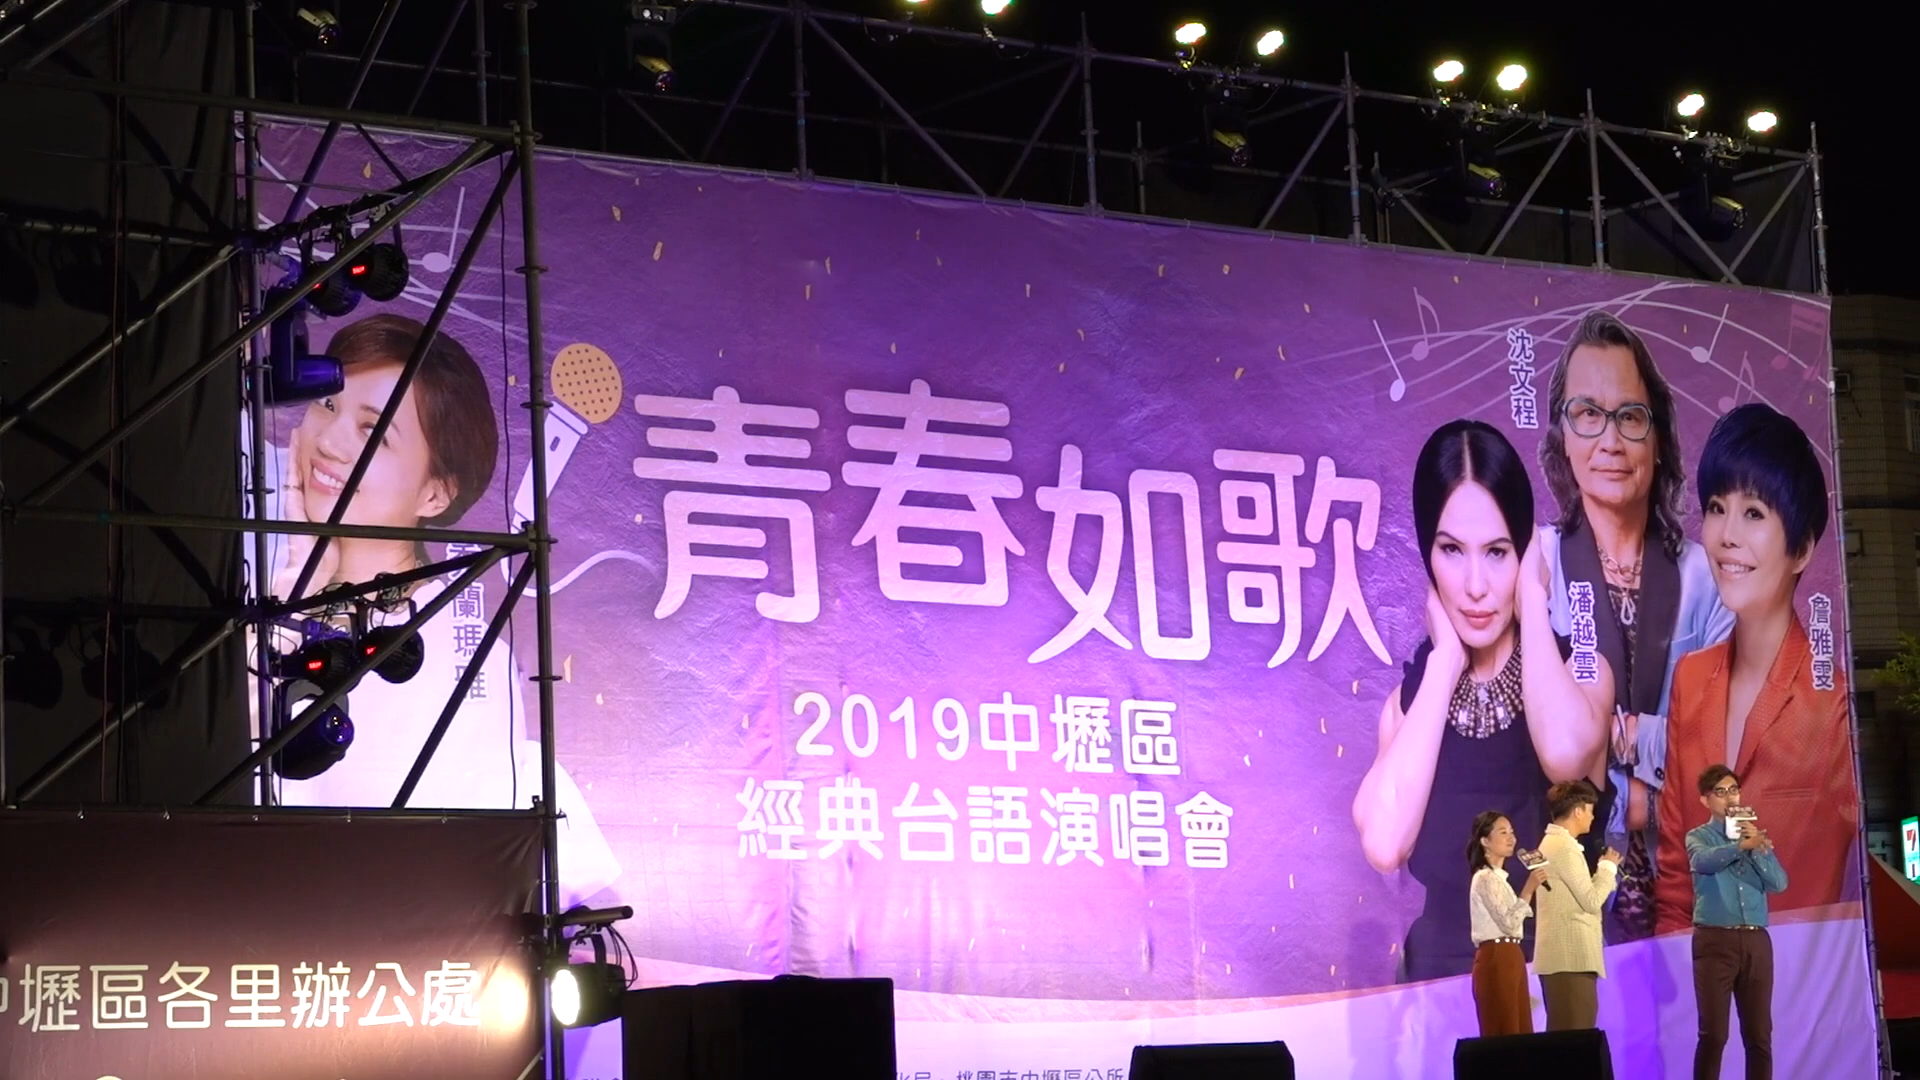 青春如歌
2019中壢區
經典台語演唱會
沈文程
潘越雲
詹雅雯
蘭瑪雅
壢區各里辦公處
桃園市中壢區公所